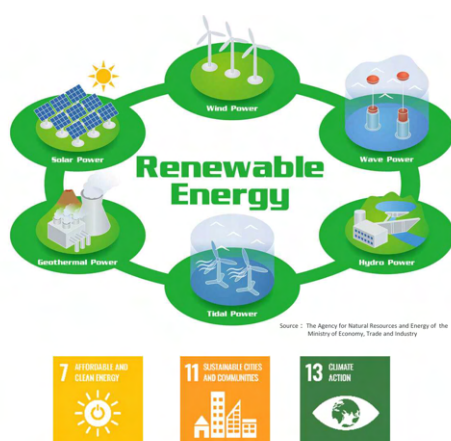 Wind Power
Solar Power
Wave Power
Renewable
Energy
Geothermal Power
Hydro Power
Tidal Power
Source : The Agency for Natural Resources and Energy of the
Ministry of Economy, Trade and Industry
7 AFFORDABLE AND
CLEAN ENERGY
11 SUSTAINABLE CITIES
AND COMMUNITIES
13 CLIMATE
ACTION